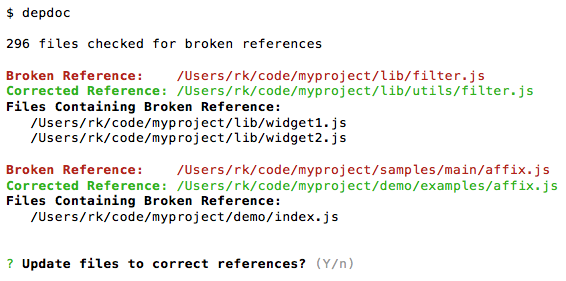 $ depdoc
296 files checked for broken references
Broken Reference: /Users/rk/code/myproject/lib/filter.js
Corrected Reference: /Users/rk/code/myproject/lib/utils/filter.js
Files Containing Broken Reference:
/Users/rk/code/myproject/lib/widget1.js
/Users/rk/code/myproject/lib/widget2.js
Broken Reference: /Users/rk/code/myproject/samples/main/affix.js
Corrected Reference: /Users/rk/code/myproject/demo/examples/affix.js
Files Containing Broken Reference:
/Users/rk/code/myproject/demo/index.js
? Update files to correct references? (Y/n)